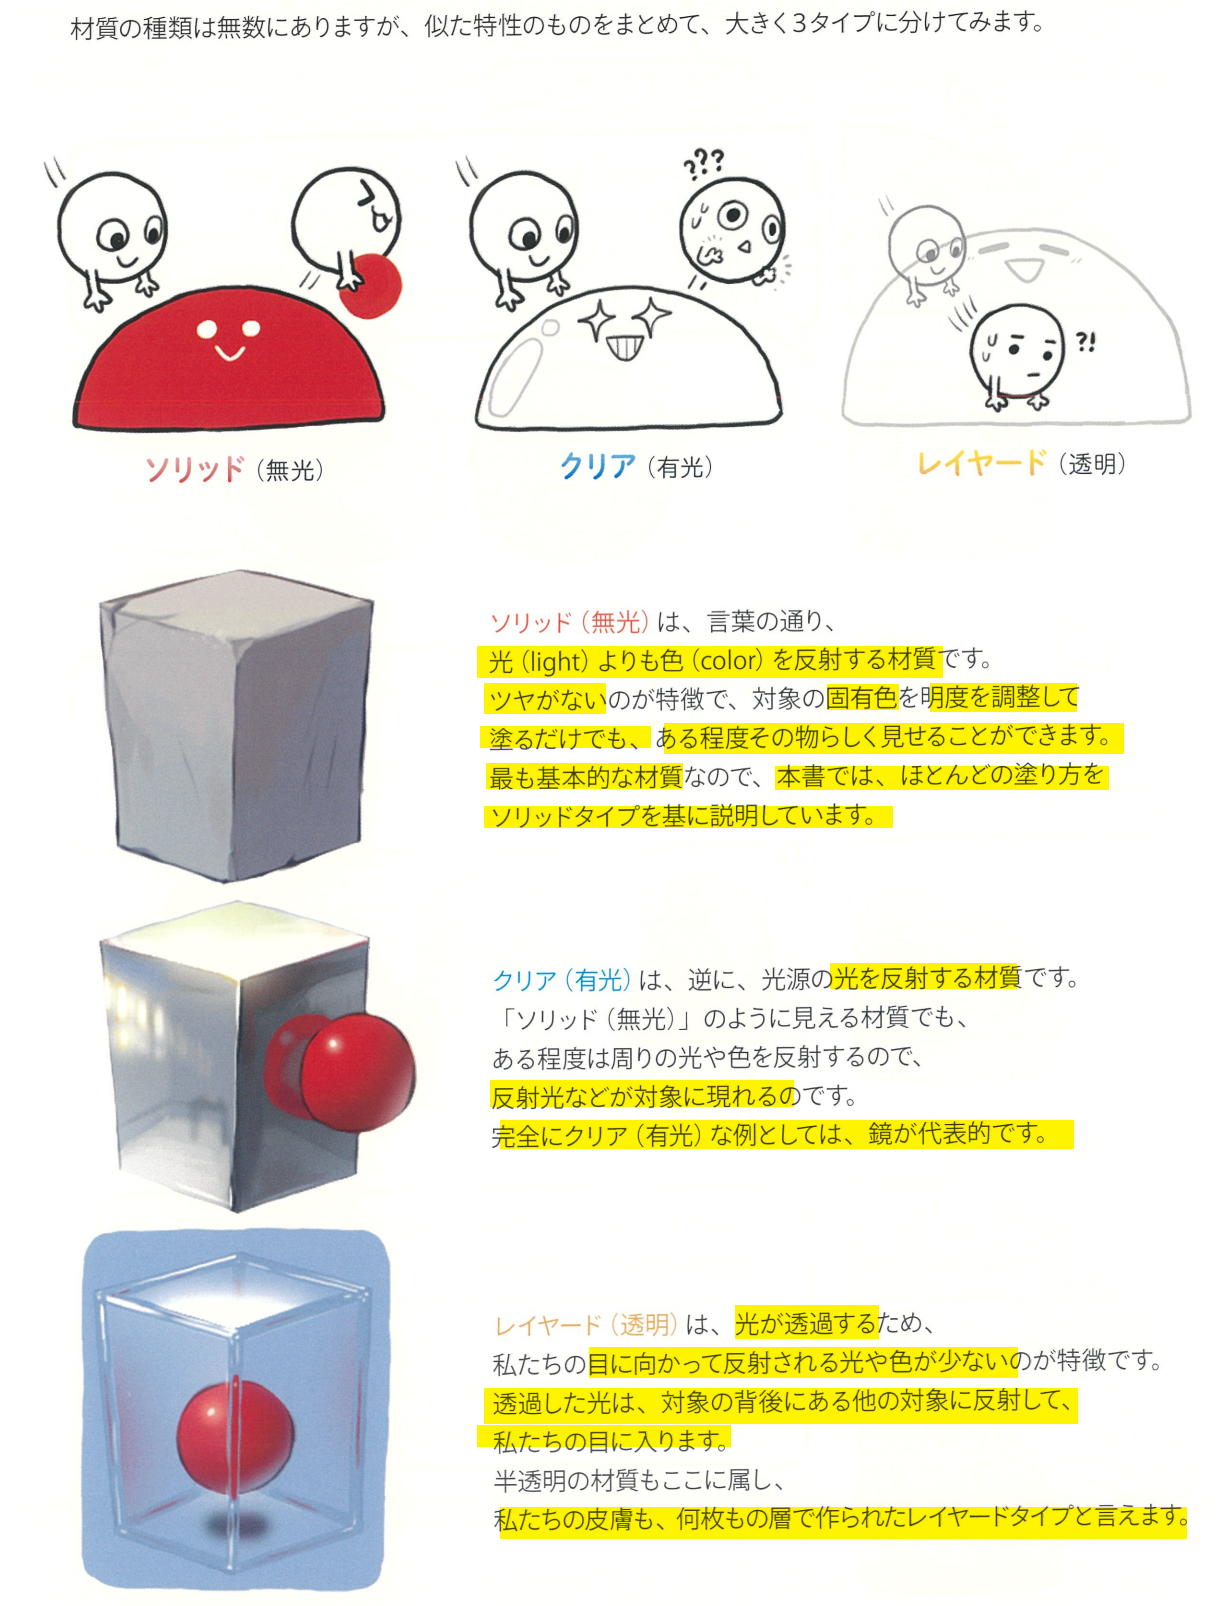 材質の種類は無数にありますが、似た特性のものをまとめて、大きく3タイプに分けてみます。
???
?!
ソリッド（無光）
クリア（有光）
レイヤード（透明）
ソリッド（無光）は、言葉の通り、
光（light）よりも色（color）を反射する材質です。
ツヤがないのが特徴で、対象の固有色を明度を調整して
塗るだけでも、ある程度その物らしく見せることができます。
最も基本的な材質なので、本書では、ほとんどの塗り方を
ソリッドタイプを基に説明しています。
クリア（有光）は、逆に、光源の光を反射する材質です。
「ソリッド（無光）」のように見える材質でも、
ある程度は周りの光や色を反射するので、
反射光などが対象に現れるのです。
完全にクリア（有光）な例としては、鏡が代表的です。
レイヤード（透明）は、光が透過するため、
私たちの目に向かって反射される光や色が少ないのが特徴です。
透過した光は、対象の背後にある他の対象に反射して、
私たちの目に入ります。
半透明の材質もここに属し、
私たちの皮膚も、何枚もの層で作られたレイヤードタイプと言えます。